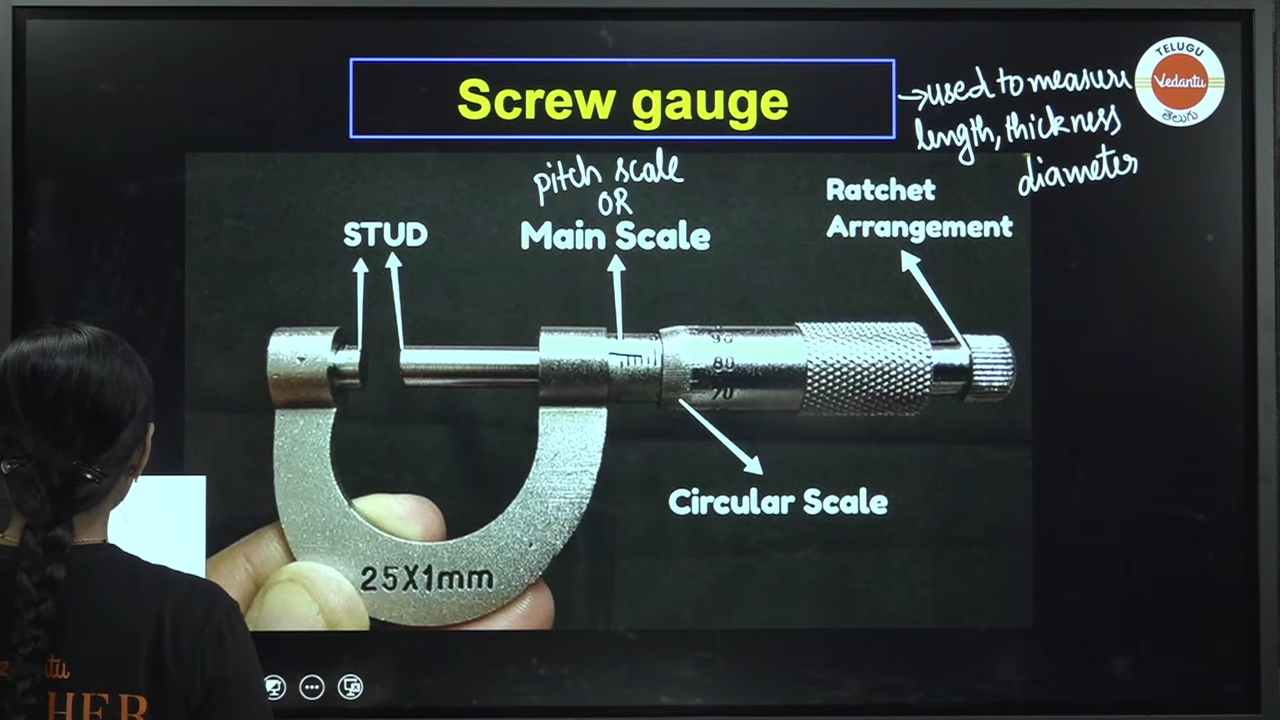 Screw gauge
→used to measure
length, thickness
diameter
TELUGU
Vedantu
తెలుగు
pitch scale
OR
STUD
Main Scale
Ratchet
Arrangement
90
80
70
Circular Scale
25X1mm
HER